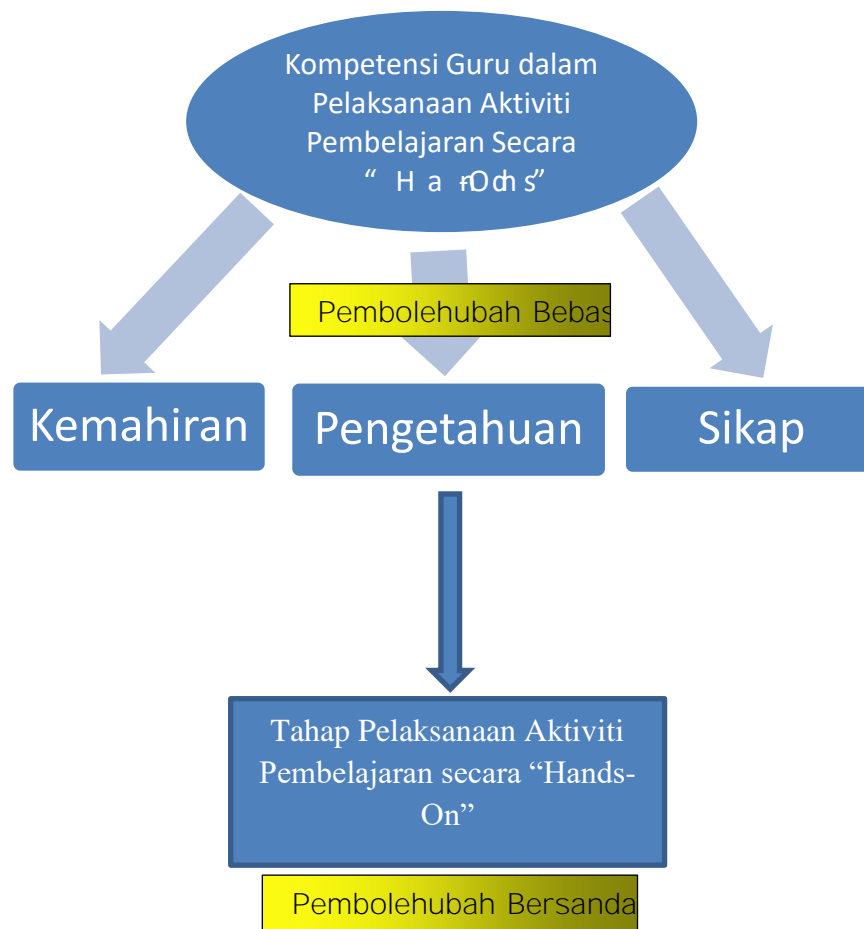 Kompetensi Guru dalam
Pelaksanaan Aktiviti
Pembelajaran Secara
Pembolehubah Bebas
Kemahiran
Pengetahuan
Sikap
Tahap Pelaksanaan Aktiviti
Pembelajaran secara “Hands-
On”
Pembolehubah Bersanda